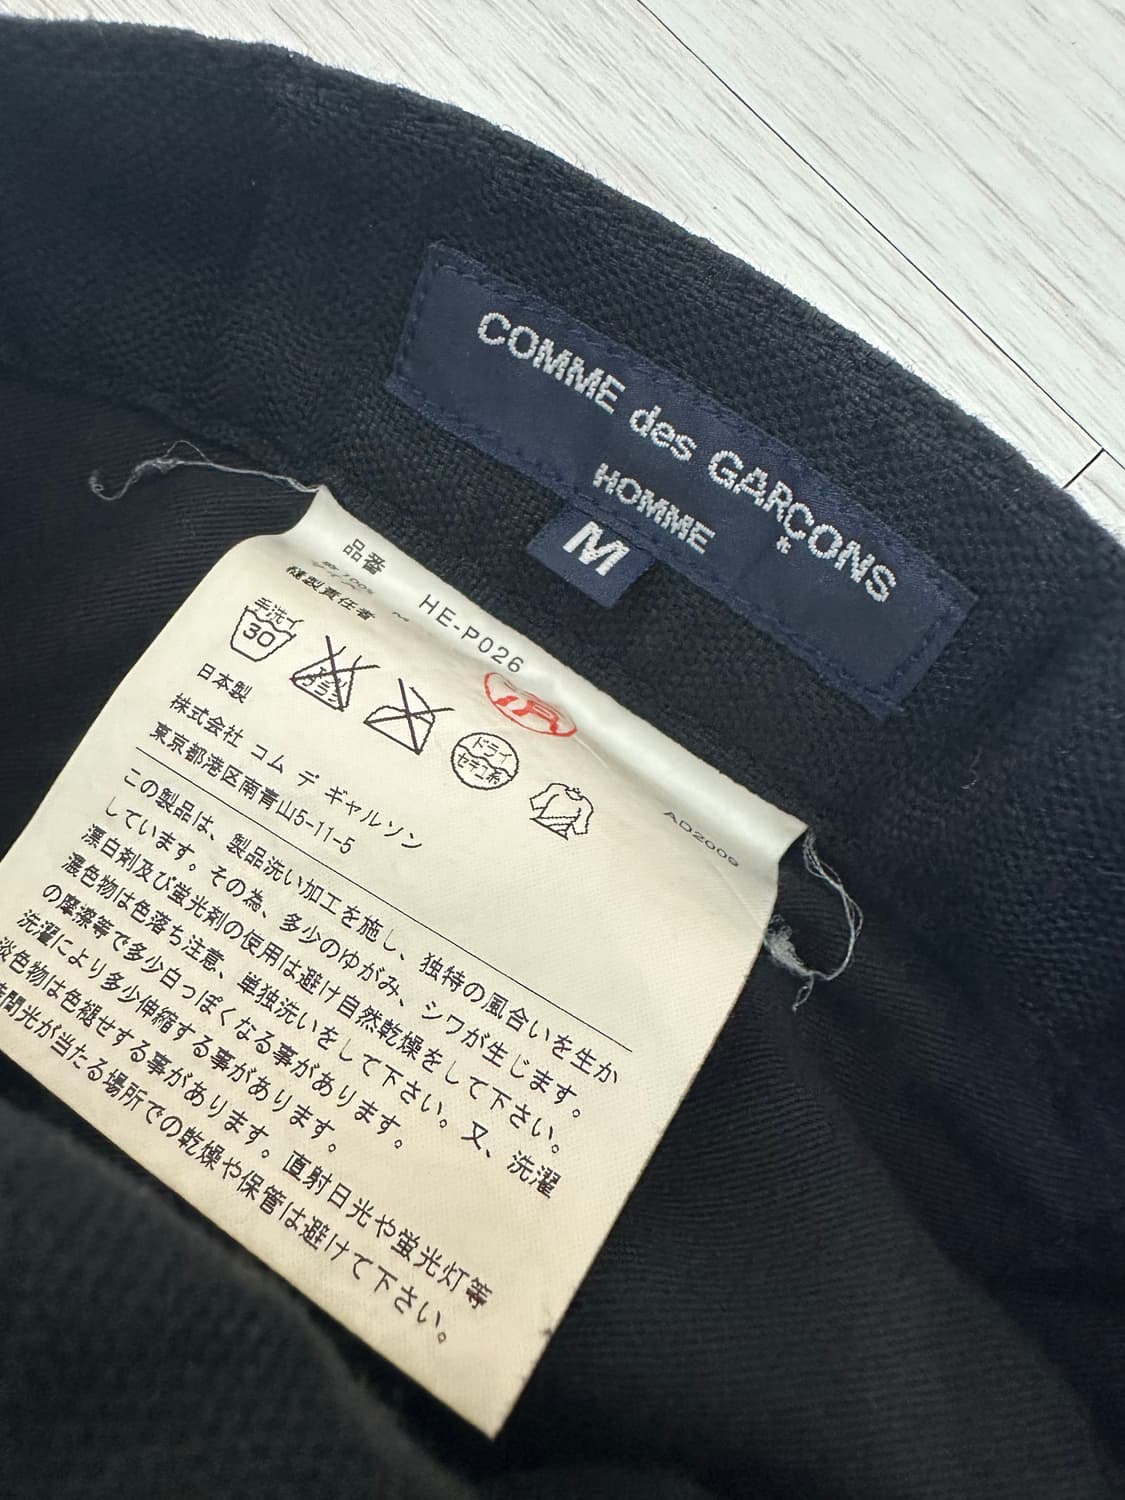 COMME des GARÇONS
HOMME
M
品番 HE-P026
縫製責任者
M
手洗イ
30
ドライ
セキユ系
AD2009
日本製
株式会社 コム デ ギャルソン
東京都港区南青山5-11-5
この製品は、製品洗い加工を施し、独特の風合いを生か
しています。その為、多少のゆがみ、シワが生じます。
漂白剤及び蛍光剤の使用は避け自然乾燥をして下さい。
濃色物は色落ち注意、単独洗いをして下さい。又、洗濯
の摩擦等で多少白っぽくなる事があります。
洗濯により多少伸縮する事があります。
淡色物は色褪せする事があります。直射日光や蛍光灯等
時間光が当たる場所での乾燥や保管は避けて下さい。